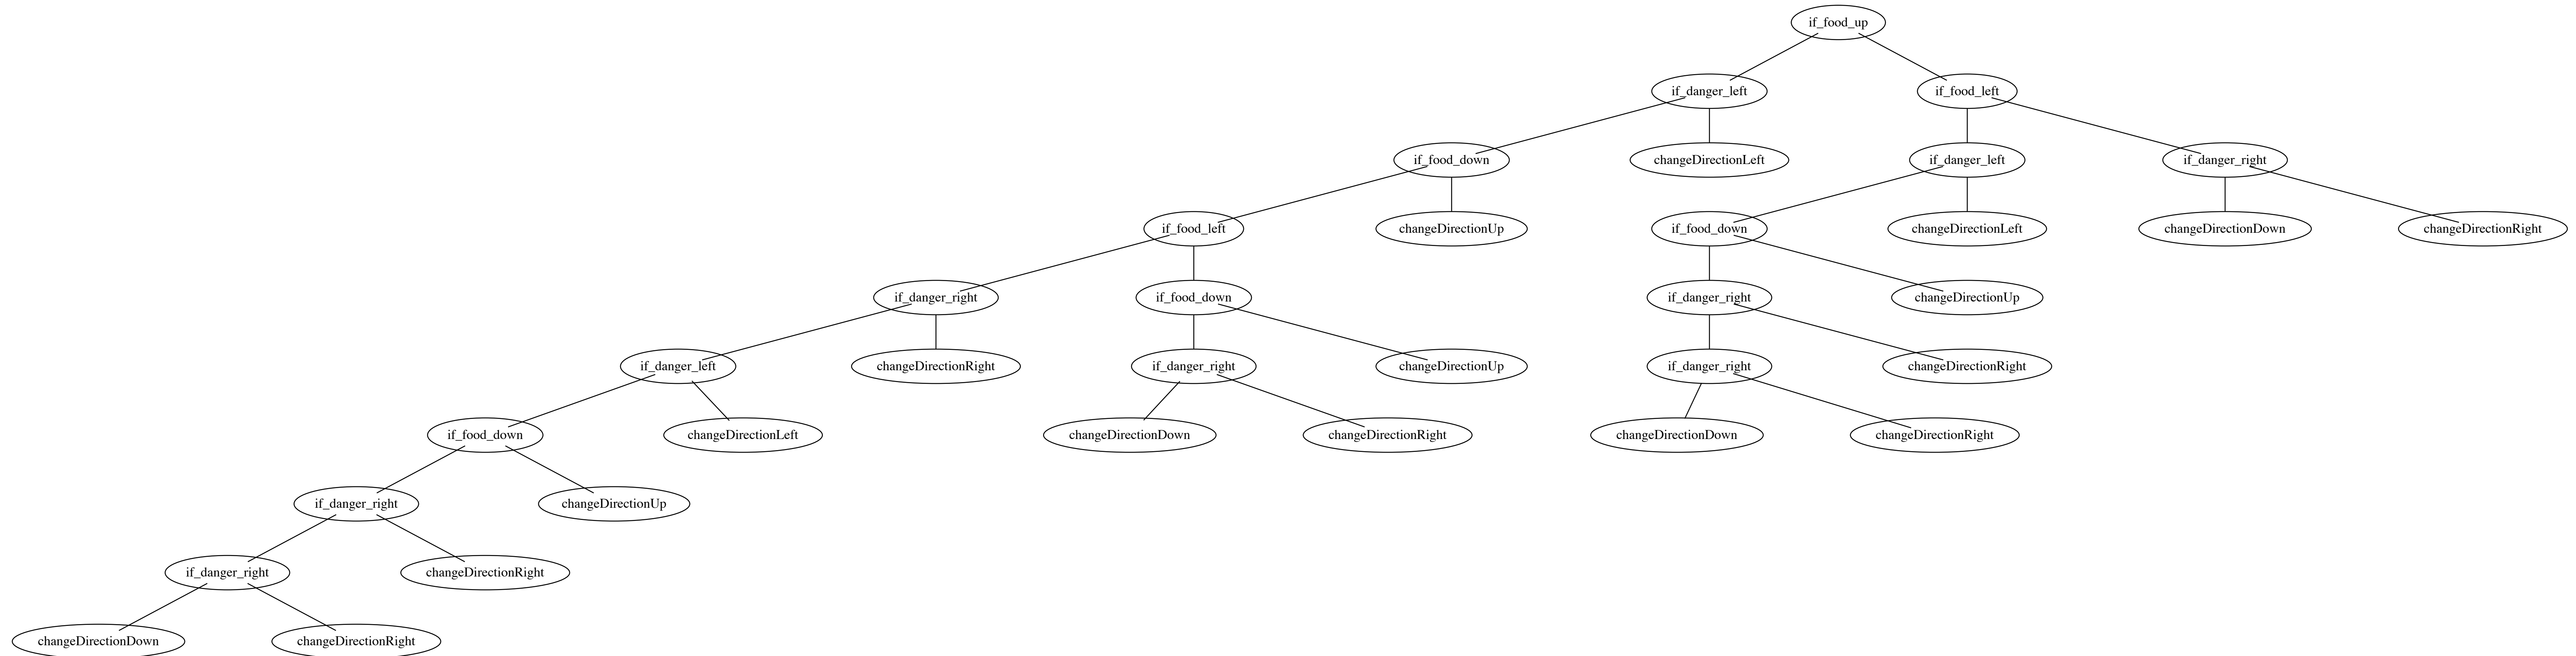 if_food_up
if_danger_left
if_food_left
if_food_down
changeDirectionLeft
if_danger_left
if_danger_right
if_food_left
changeDirectionUp
if_food_down
changeDirectionLeft
changeDirectionDown
changeDirectionRight
if_danger_right
if_food_down
if_danger_right
changeDirectionUp
if_danger_left
changeDirectionRight
if_danger_right
changeDirectionUp
if_danger_right
changeDirectionRight
if_food_down
changeDirectionLeft
changeDirectionDown
changeDirectionRight
changeDirectionDown
changeDirectionRight
if_danger_right
changeDirectionUp
if_danger_right
changeDirectionRight
changeDirectionDown
changeDirectionRight